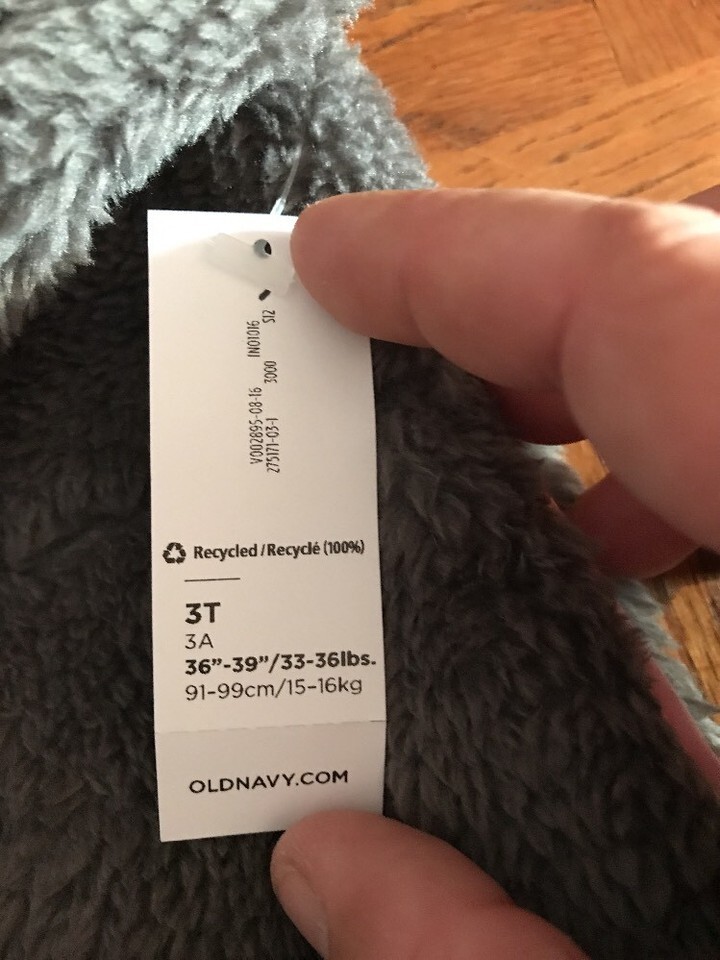 V002895-08-16 IN01016
275171-03-1 3000 S12
Recycled / Recyclé (100%)
3T
3A
36”-39”/33-36lbs.
91-99cm/15-16kg
OLDNAVY.COM